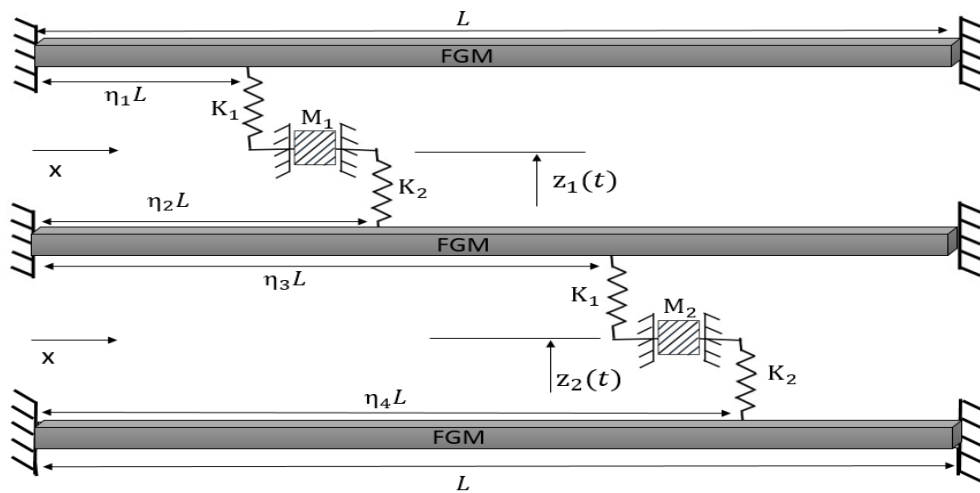 L
FGM
η₁L
K₁
M₁
x
z₁(t)
K₂
η₂L
FGM
η₃L
K₁
M₂
x
z₂(t)
K₂
η₄L
FGM
L